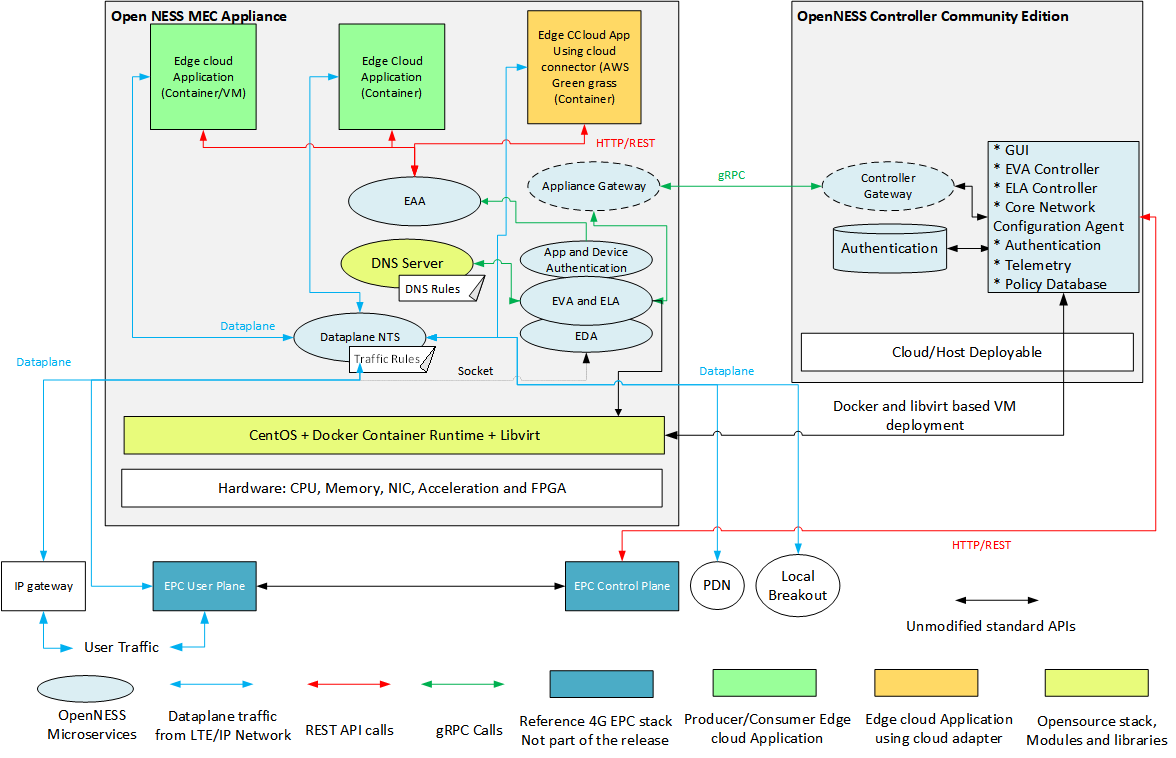 Open NESS MEC Appliance
OpenNESS Controller Community Edition
Edge cloud
Application
(Container/VM)
Edge Cloud
Application
(Container)
Edge CCloud App
Using cloud
connector (AWS
Green grass
(Container)
HTTP/REST
EAA
Appliance Gateway
gRPC
Controller
Gateway
Authentication
* GUI
* EVA Controller
* ELA Controller
* Core Network
Configuration Agent
* Authentication
* Telemetry
* Policy Database
DNS Server
DNS Rules
App and Device
Authentication
EVA and ELA
EDA
Dataplane
Dataplane NTS
Traffic Rules
Socket
Dataplane
Dataplane
Cloud/Host Deployable
Docker and libvirt based VM
deployment
CentOS + Docker Container Runtime + Libvirt
Hardware: CPU, Memory, NIC, Acceleration and FPGA
HTTP/REST
IP gateway
EPC User Plane
EPC Control Plane
PDN
Local
Breakout
User Traffic
Unmodified standard APIs
OpenNESS
Microservices
Dataplane traffic
from LTE/IP Network
REST API calls
gRPC Calls
Reference 4G EPC stack
Not part of the release
Producer/Consumer Edge
cloud Application
Edge cloud Application
using cloud adapter
Opensource stack,
Modules and libraries